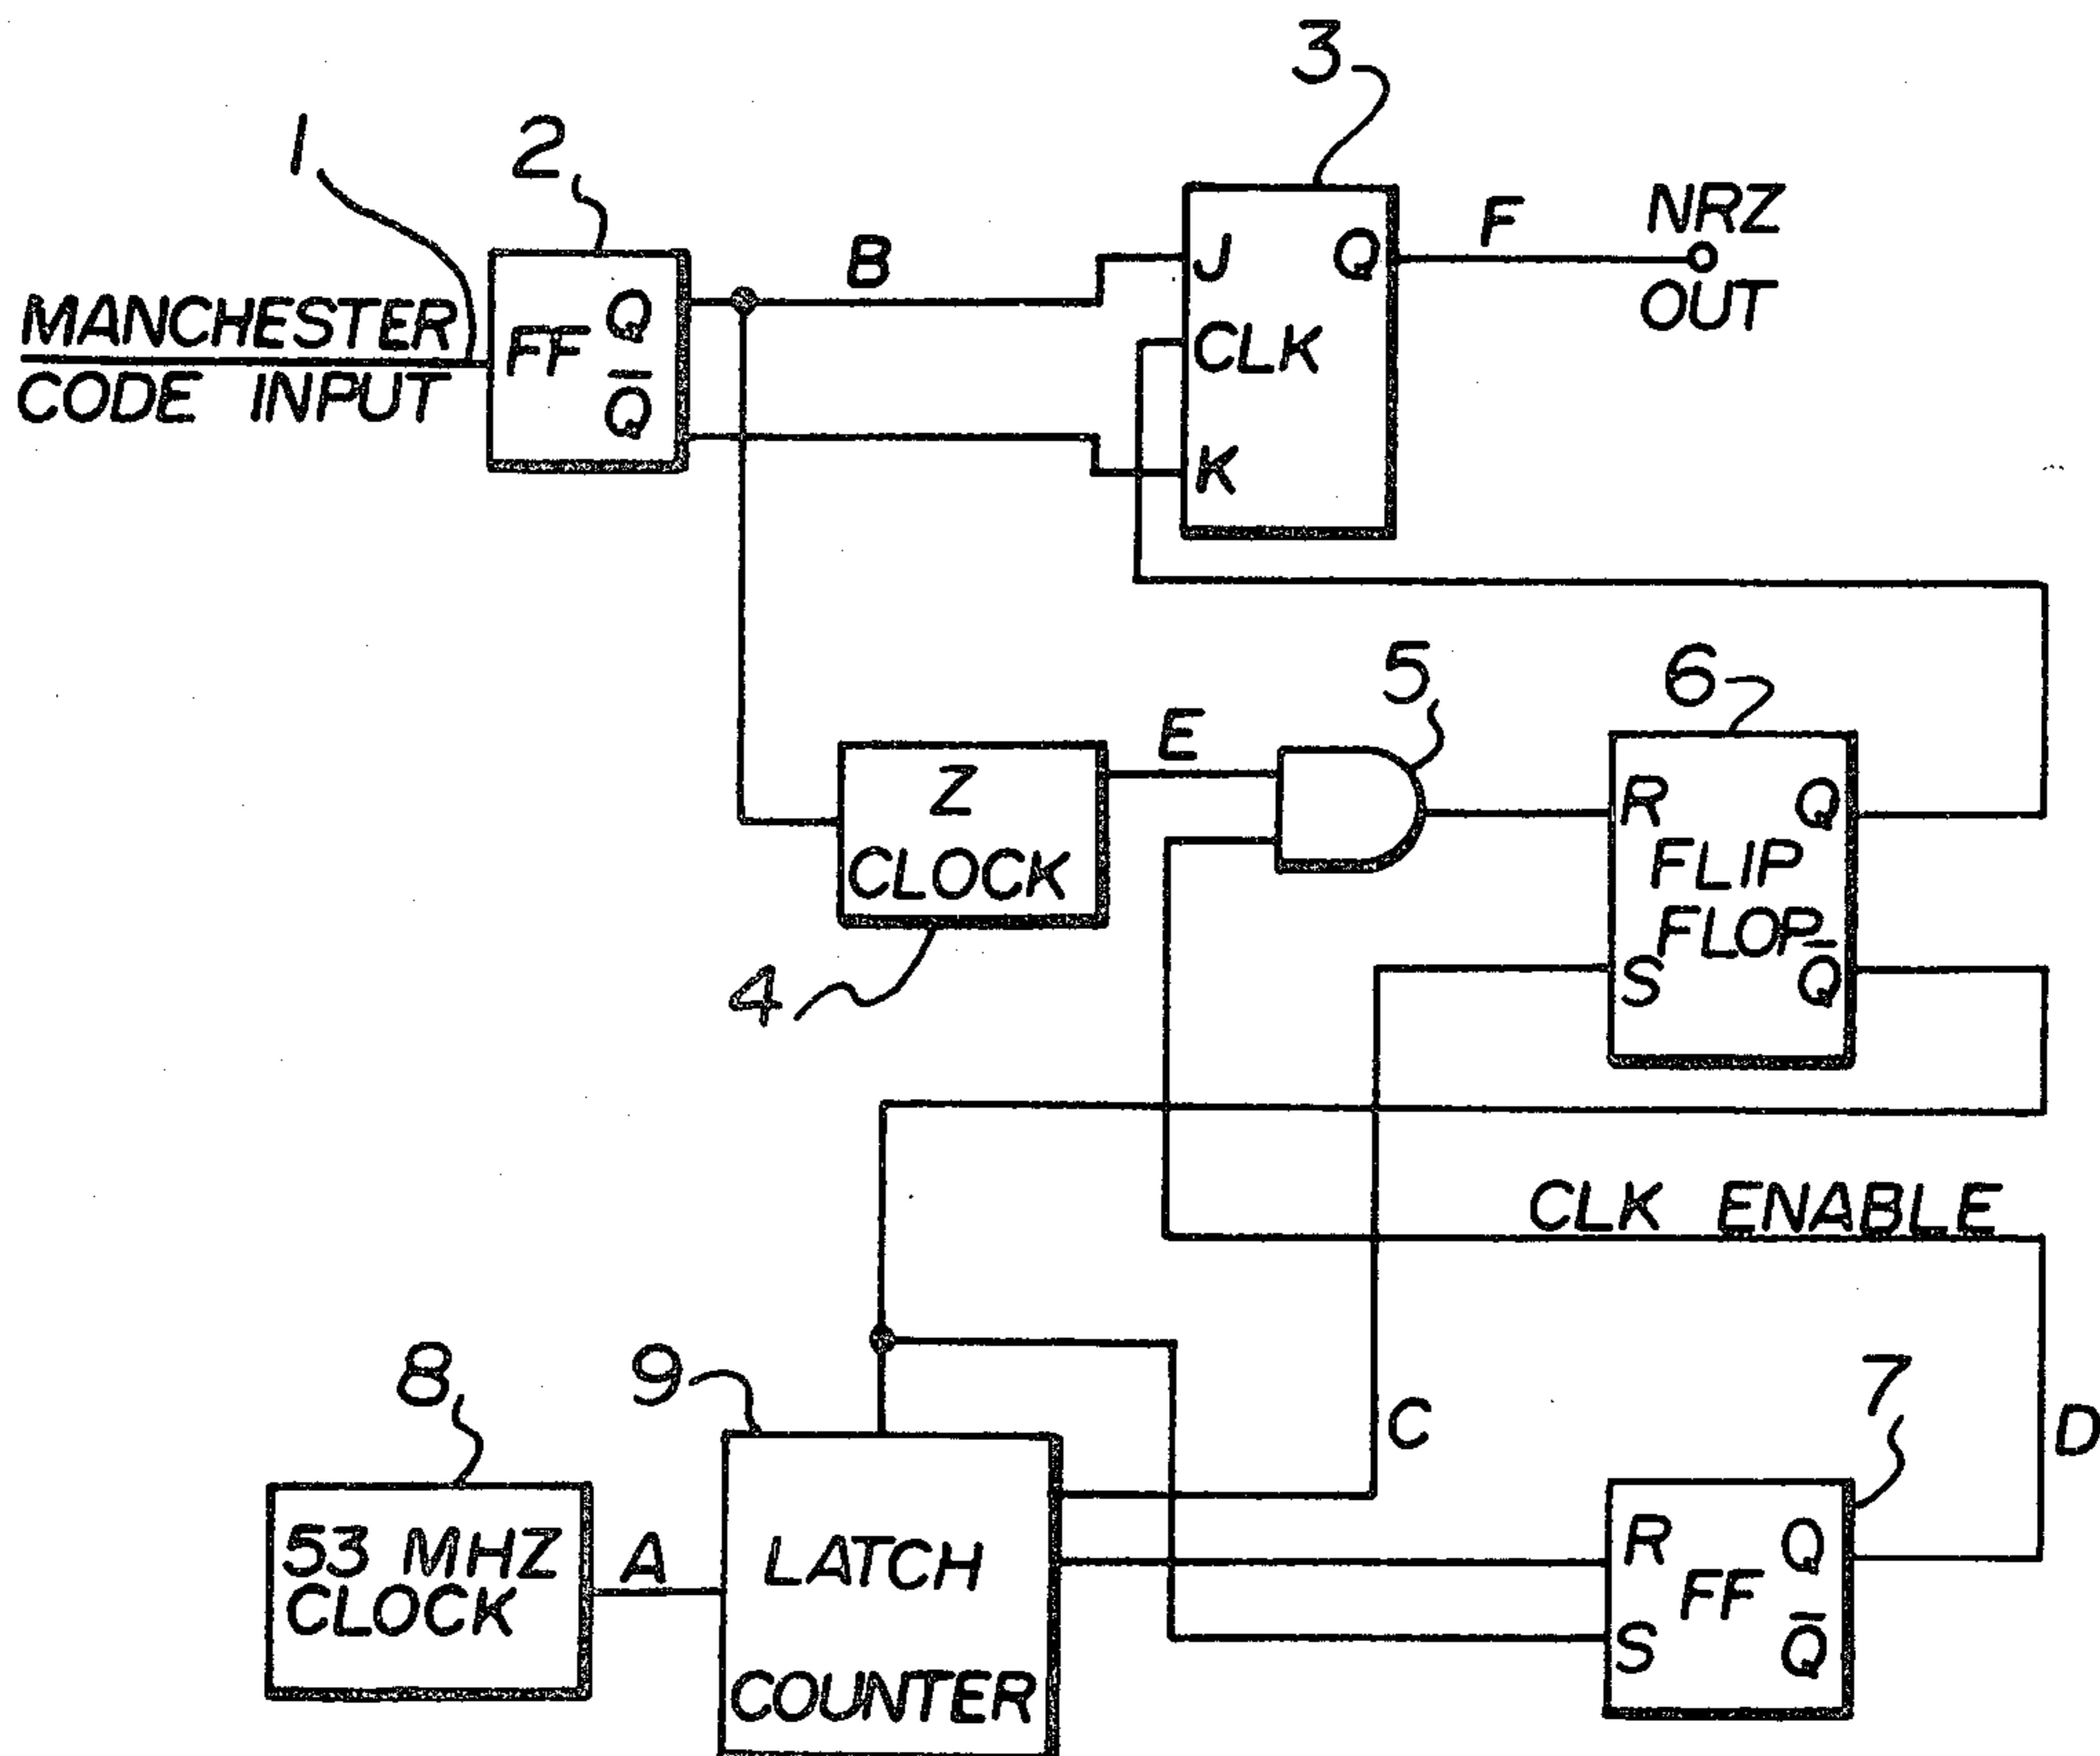 1
2
3
MANCHESTER
CODE INPUT
FF
Q
Q̅
B
J
CLK
K
Q
F
NRZ
OUT
Z
CLOCK
4
E
5
6
R
S
FLIP
FLOP
Q
Q̅
CLK ENABLE
8
53 MHZ
CLOCK
A
9
LATCH
COUNTER
C
7
R
S
FF
Q
Q̅
D